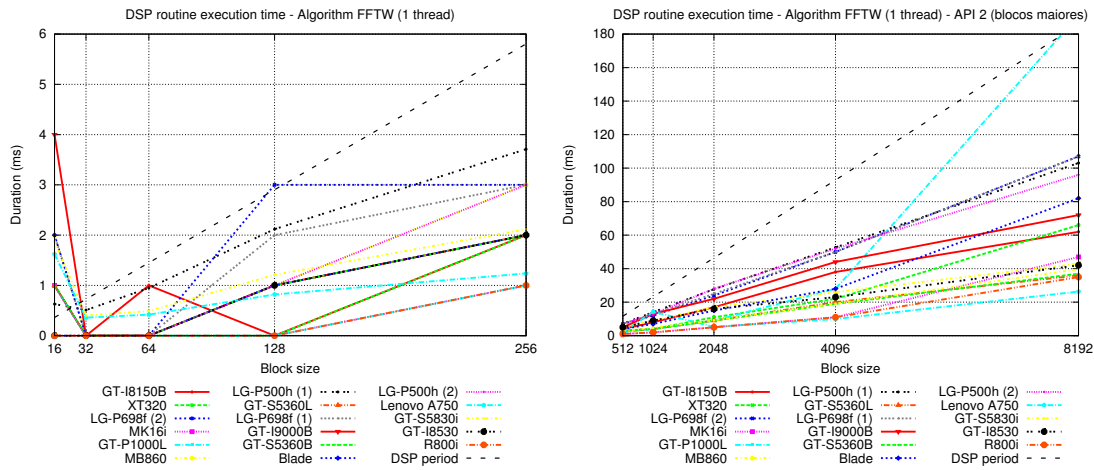 DSP routine execution time - Algorithm FFTW (1 thread)
6
5
4
3
2
1
0
Duration (ms)
16 32 64 128 256
Block size
GT-I8150B LG-P500h (1) LG-P500h (2)
XT320 GT-S5360L Lenovo A750
LG-P698f (2) LG-P698f (1) GT-S5830
MK16i GT-I9000B GT-I8530
GT-P1000L GT-S5360B R800i
MB860 Blade DSP period
DSP routine execution time - Algorithm FFTW (1 thread) - API 2 (blocos maiores)
180
160
140
120
100
80
60
40
20
0
Duration (ms)
512 1024 2048 4096 8192
Block size
GT-I8150B LG-P500h (1) LG-P500h (2)
XT320 GT-S5360L Lenovo A750
LG-P698f (2) LG-P698f (1) GT-S5830
MK16i GT-I9000B GT-I8530
GT-P1000L GT-S5360B R800i
MB860 Blade DSP period